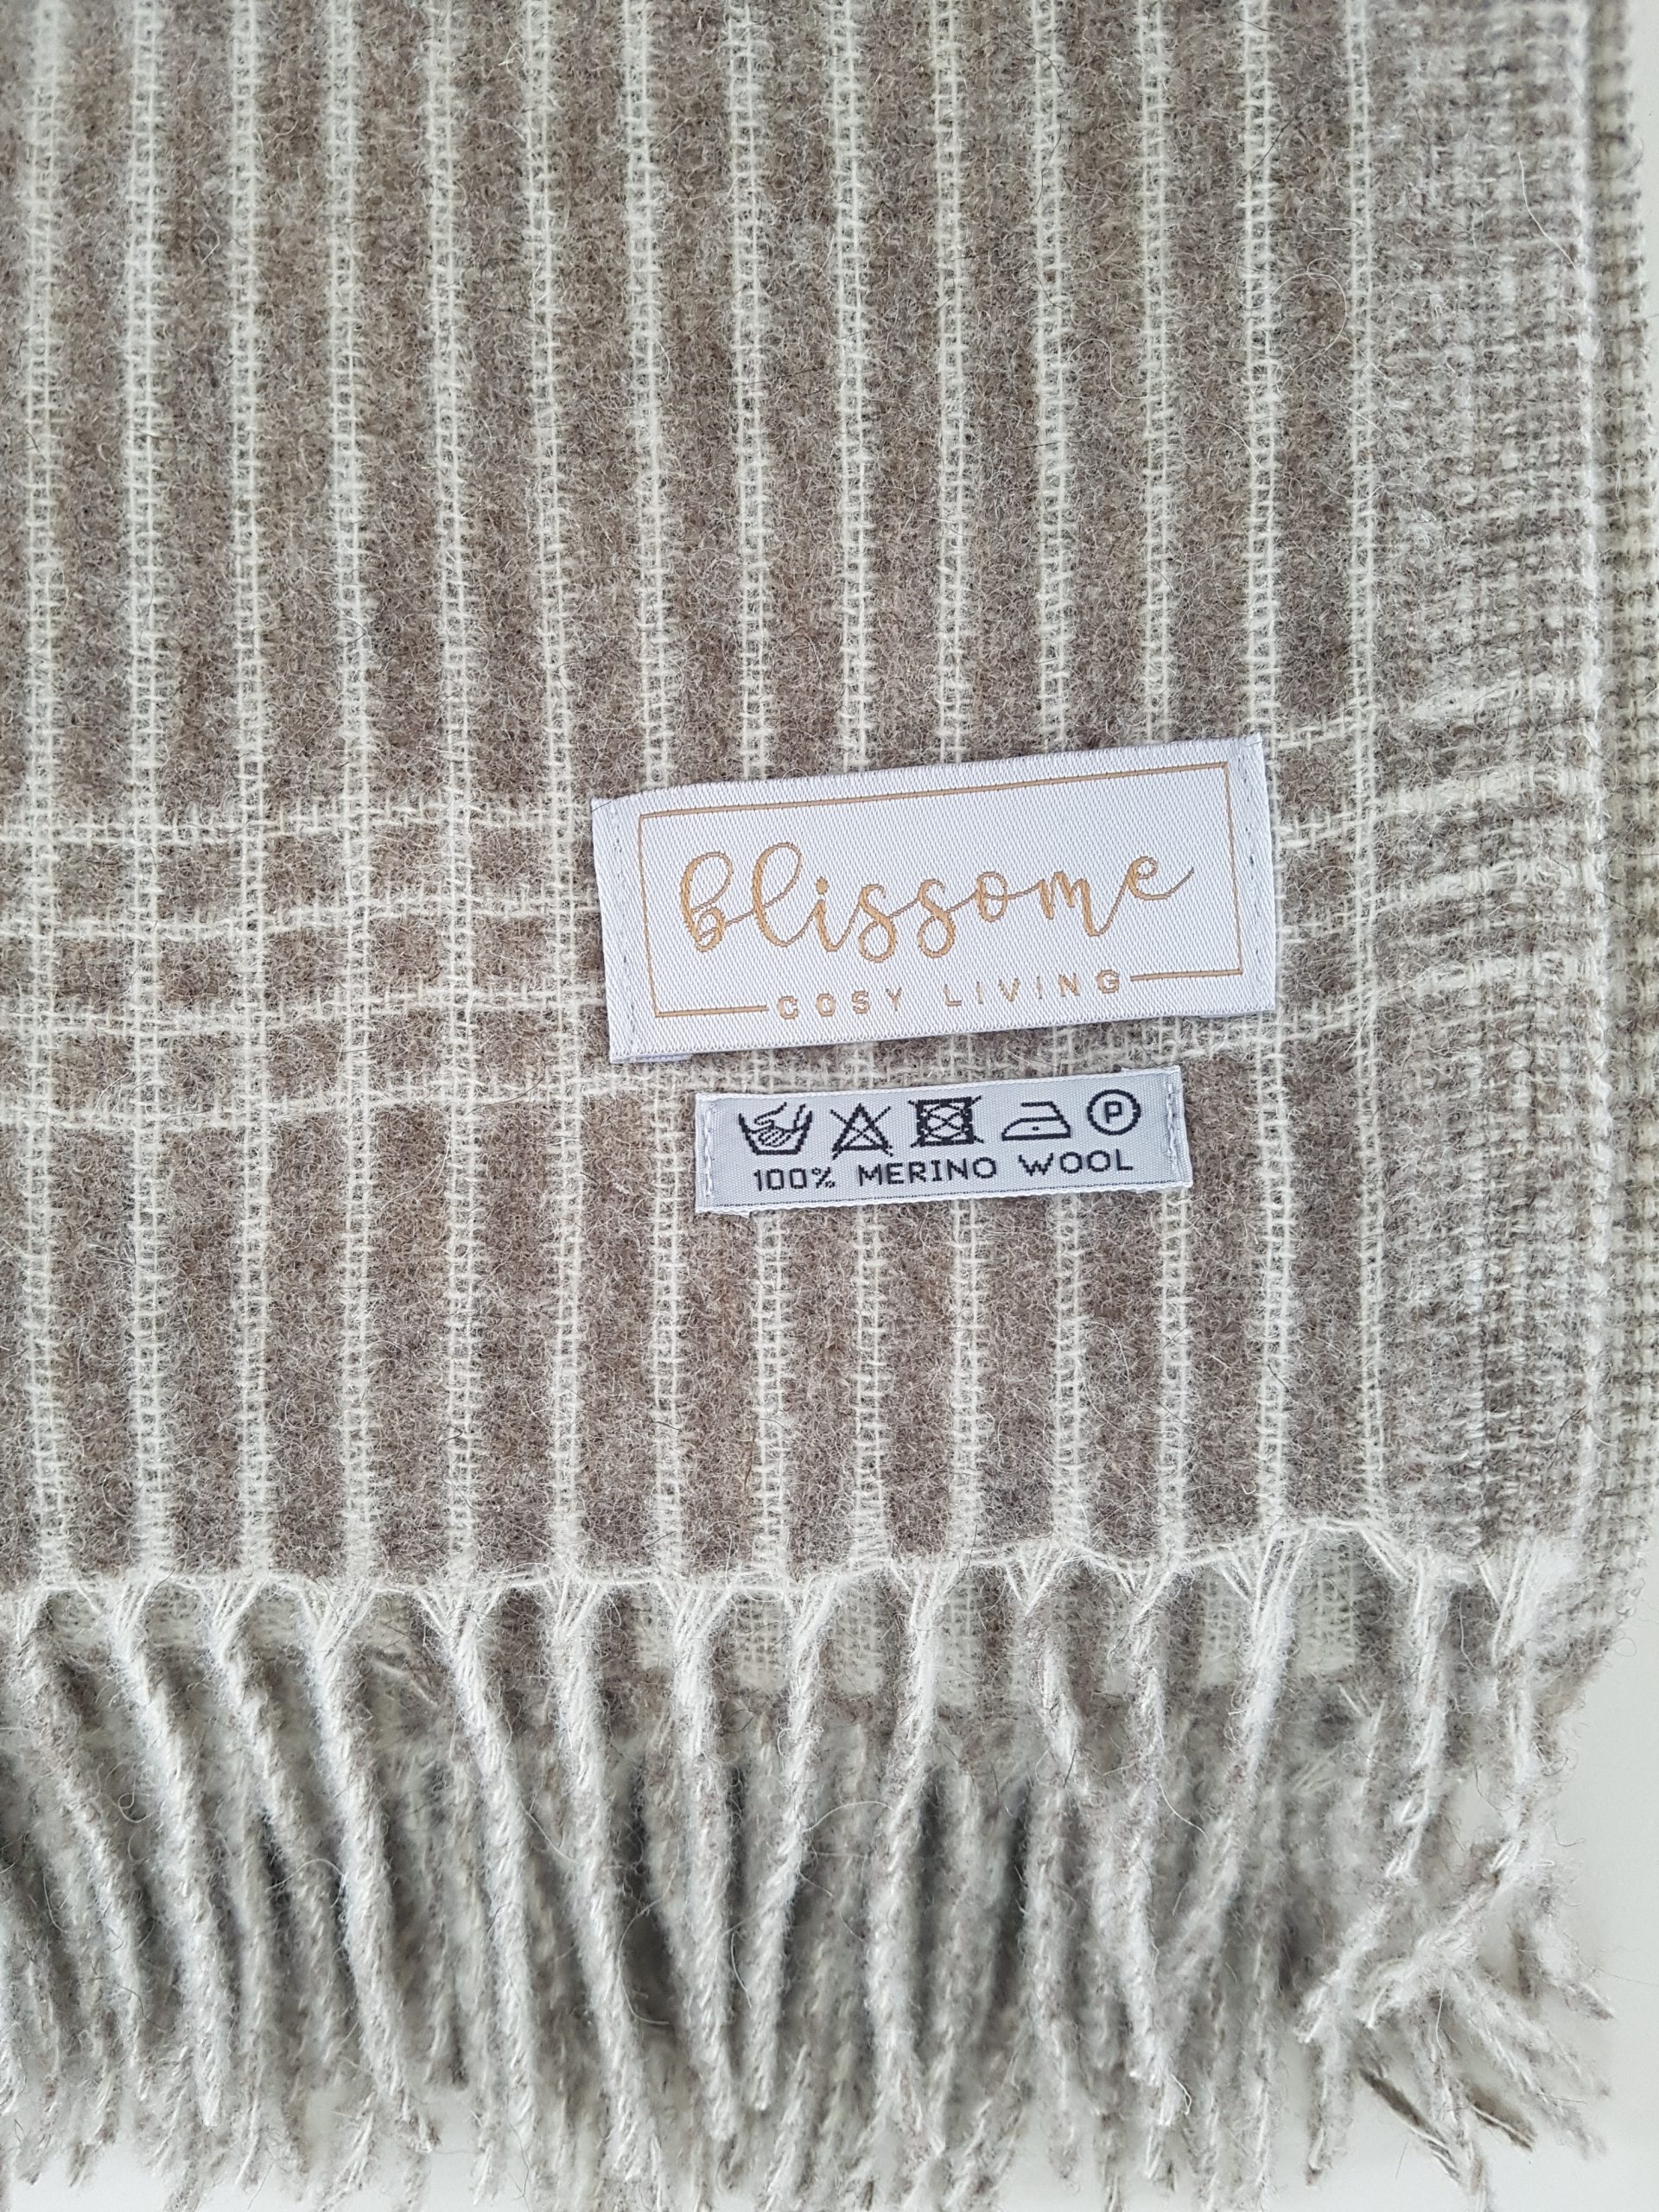 blissome
COSY LIVING
P
100% MERINO WOOL